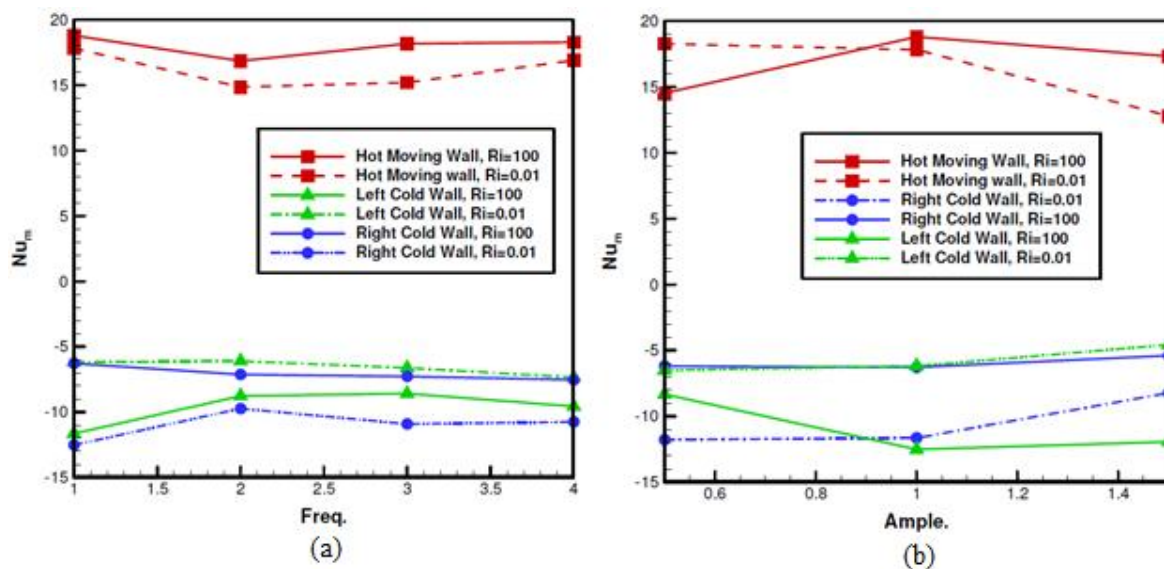 20
15
10
5
0
-5
-10
-15
Nu_m
Hot Moving Wall, Ri=100
Hot Moving wall, Ri=0.01
Left Cold Wall, Ri=100
Left Cold Wall, Ri=0.01
Right Cold Wall, Ri=100
Right Cold Wall, Ri=0.01
1 1.5 2 2.5 3 3.5 4
Freq.
(a)
20
15
10
5
0
-5
-10
-15
Nu_m
Hot Moving Wall, Ri=100
Hot Moving Wall, Ri=0.01
Right Cold Wall, Ri=0.01
Right Cold Wall, Ri=100
Left Cold Wall, Ri=100
Left Cold Wall, Ri=0.01
0.6 0.8 1 1.2 1.4
Ample.
(b)